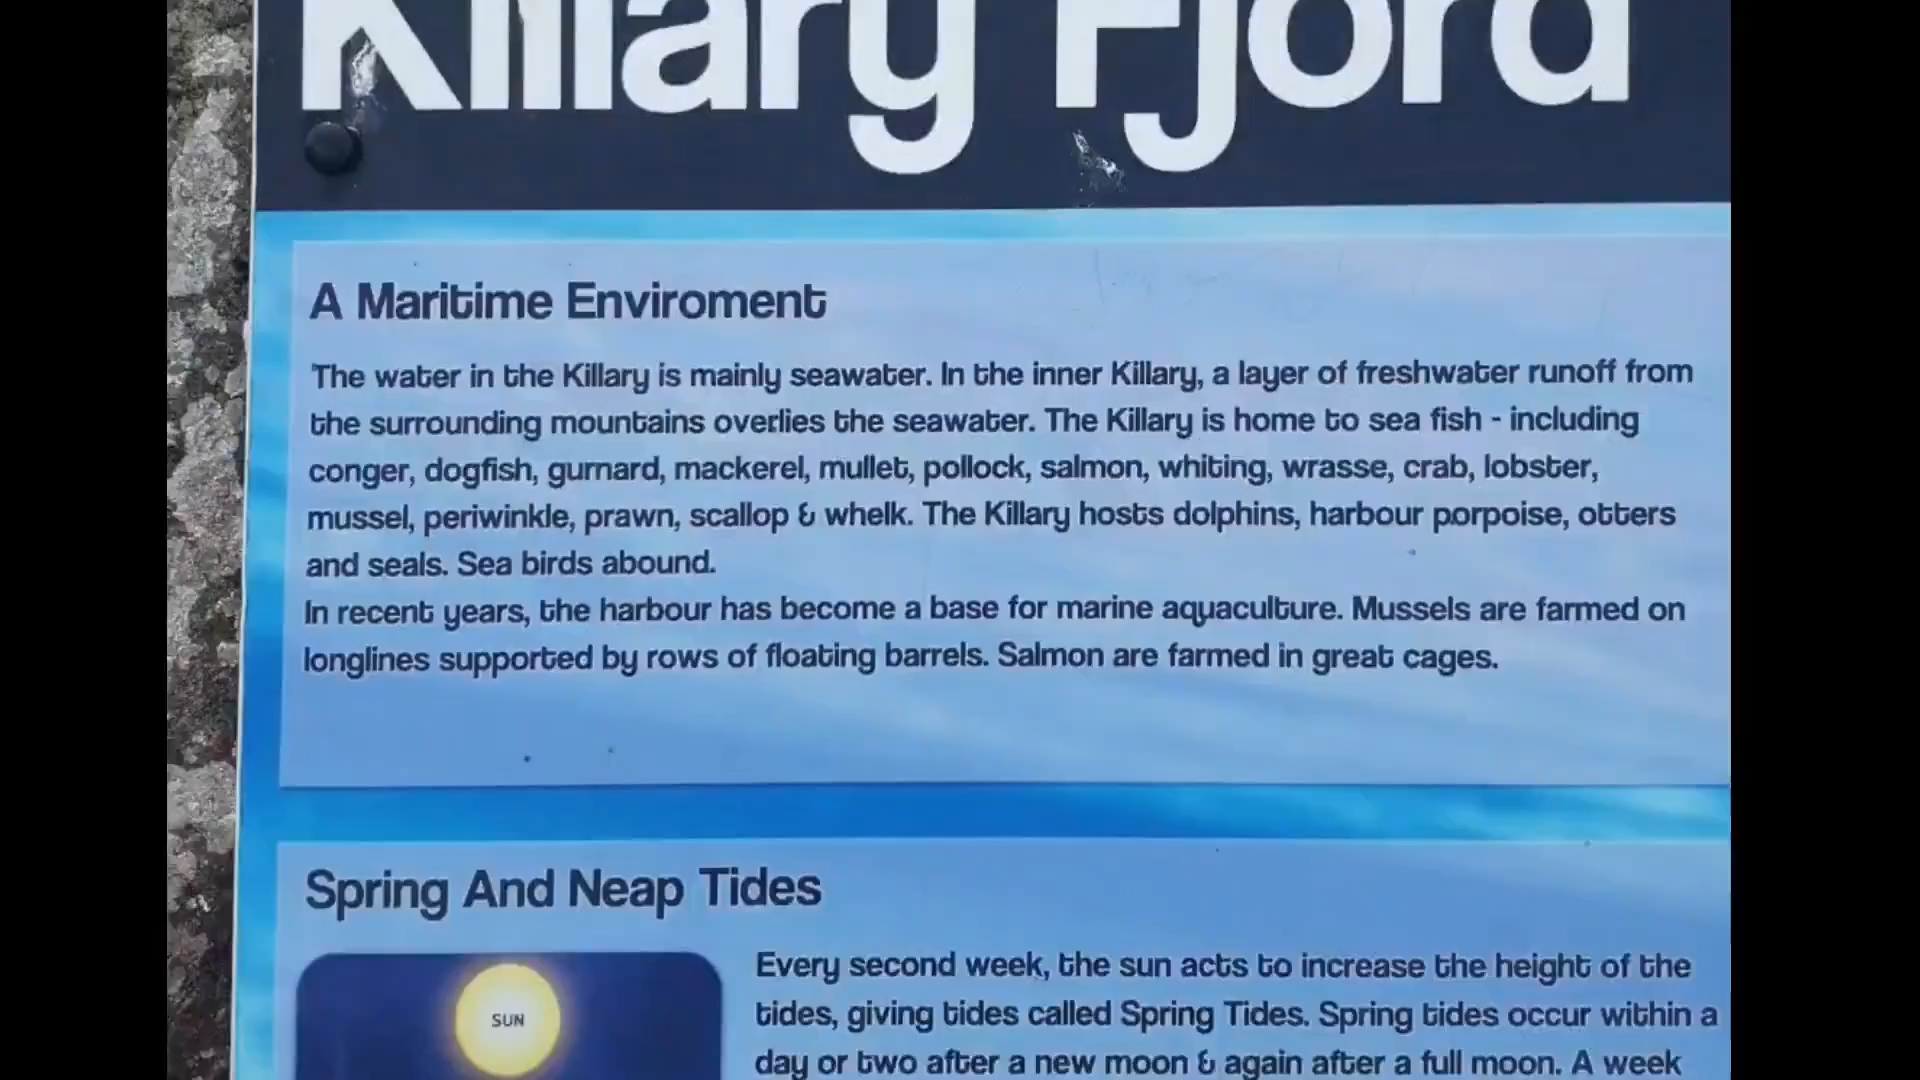 Killary Fjord
A Maritime Enviroment
The water in the Killary is mainly seawater. In the inner Killary, a layer of freshwater runoff from
the surrounding mountains overlies the seawater. The Killary is home to sea fish - including
conger, dogfish, gurnard, mackerel, mullet, pollock, salmon, whiting, wrasse, crab, lobster,
mussel, periwinkle, prawn, scallop & whelk. The Killary hosts dolphins, harbour porpoise, otters
and seals. Sea birds abound.
In recent years, the harbour has become a base for marine aquaculture. Mussels are farmed on
longlines supported by rows of floating barrels. Salmon are farmed in great cages.
Spring And Neap Tides
SUN
Every second week, the sun acts to increase the height of the
tides, giving tides called Spring Tides. Spring tides occur within a
day or two after a new moon & again after a full moon. A week